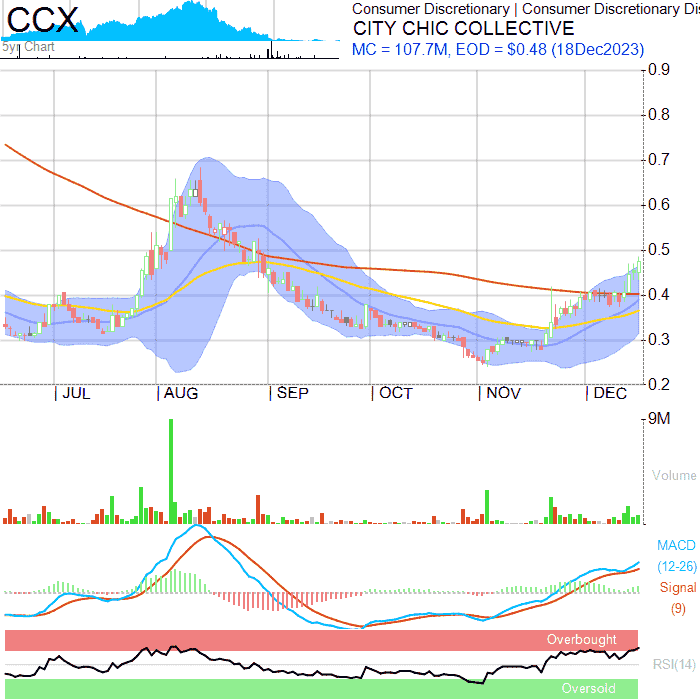 CCX
5yr Chart
Consumer Discretionary | Consumer Discretionary Dis
CITY CHIC COLLECTIVE
MC = 107.7M, EOD = $0.48 (18Dec2023)
0.9
0.8
0.7
0.6
0.5
0.4
0.3
0.2
JUL AUG SEP OCT NOV DEC
9M
Volume
MACD
(12-26)
Signal
(9)
Overbought
RSI(14)
Oversold